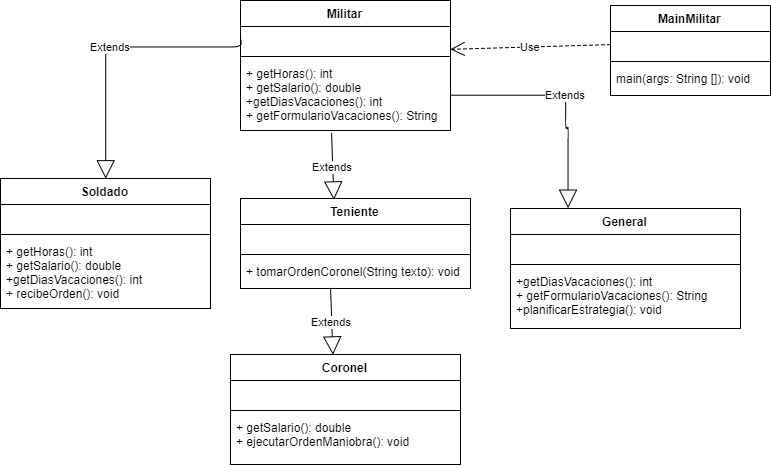 Militar
+ getHoras(): int
+ getSalario(): double
+getDiasVacaciones(): int
+ getFormularioVacaciones(): String
MainMilitar
main(args: String []): void
Extends
Use
Extends
Extends
Soldado
+ getHoras(): int
+ getSalario(): double
+getDiasVacaciones(): int
+ recibeOrden(): void
Teniente
+ tomarOrdenCoronel(String texto): void
General
+getDiasVacaciones(): int
+ getFormularioVacaciones(): String
+planificarEstrategia(): void
Extends
Coronel
+ getSalario(): double
+ ejecutarOrdenManiobra(): void